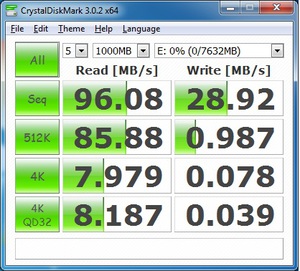 CrystalDiskMark 3.0.2 x64
File Edit Theme Help Language
All 5 1000MB E: 0% (0/7632MB)
Read [MB/s] Write [MB/s]
Seq 96.08 28.92
512K 85.88 0.987
4K 7.979 0.078
4K QD32 8.187 0.039